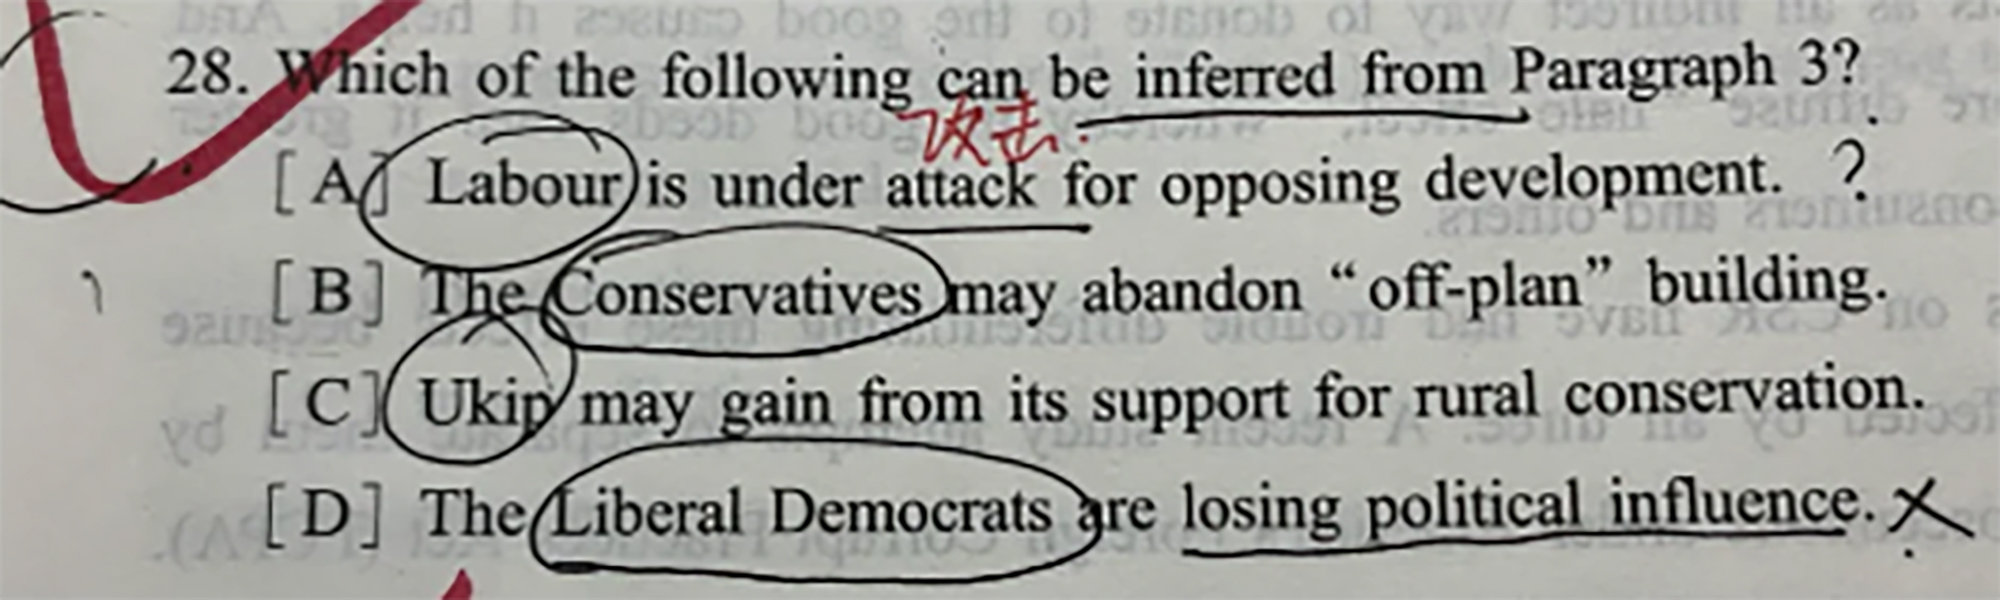 28. Which of the following can be inferred from Paragraph 3?
攻击
[A] Labour is under attack for opposing development. ?
[B] The Conservatives may abandon “off-plan” building.
[C] Ukip may gain from its support for rural conservation.
[D] The Liberal Democrats are losing political influence. ×